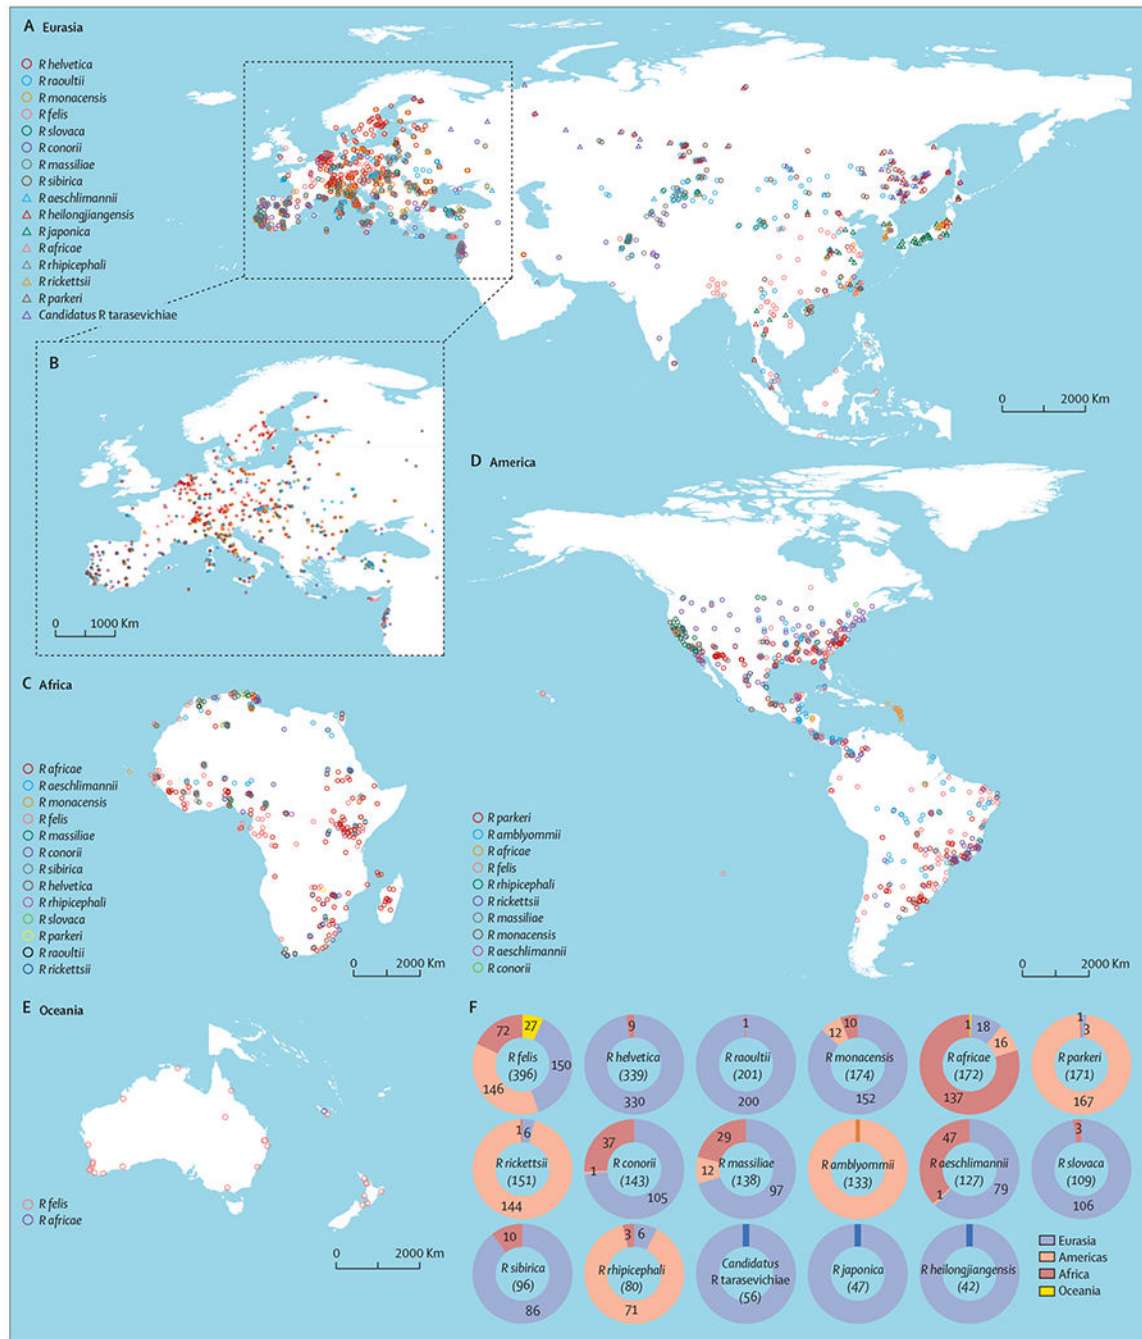 A Eurasia
R helvetica
R raoultii
R monacensis
R felis
R slovaca
R conorii
R massiliae
R sibirica
R aeschlimannii
R heilongjiangensis
R japonica
R africae
R rhipicephali
R rickettsii
R parkeri
Candidatus R tarasevichiae
0 2000 Km
B
0 1000 Km
C Africa
R africae
R aeschlimannii
R monacensis
R felis
R massiliae
R conorii
R sibirica
R helvetica
R rhipicephali
R slovaca
R parkeri
R raoultii
R rickettsii
0 2000 Km
D America
R parkeri
R amblyommii
R africae
R felis
R rhipicephali
R rickettsii
R massiliae
R monacensis
R aeschlimannii
R conorii
0 2000 Km
E Oceania
R felis
R africae
0 2000 Km
F
72 27
R felis
(396)
150
146
9
R helvetica
(339)
330
1
R raoultii
(201)
200
12 10
R monacensis
(174)
152
1 18
16
R africae
(172)
137
1 3
R parkeri
(171)
167
1 6
R rickettsii
(151)
144
37
R conorii
(143)
1
105
29
R massiliae
(138)
12
97
R amblyommii
(133)
47
R aeschlimannii
(127)
1 79
3
R slovaca
(109)
106
10
R sibirica
(96)
86
3 6
R rhipicephali
(80)
71
Candidatus
R tarasevichiae
(56)
R japonica
(47)
R heilongjiangensis
(42)
Eurasia
Americas
Africa
Oceania